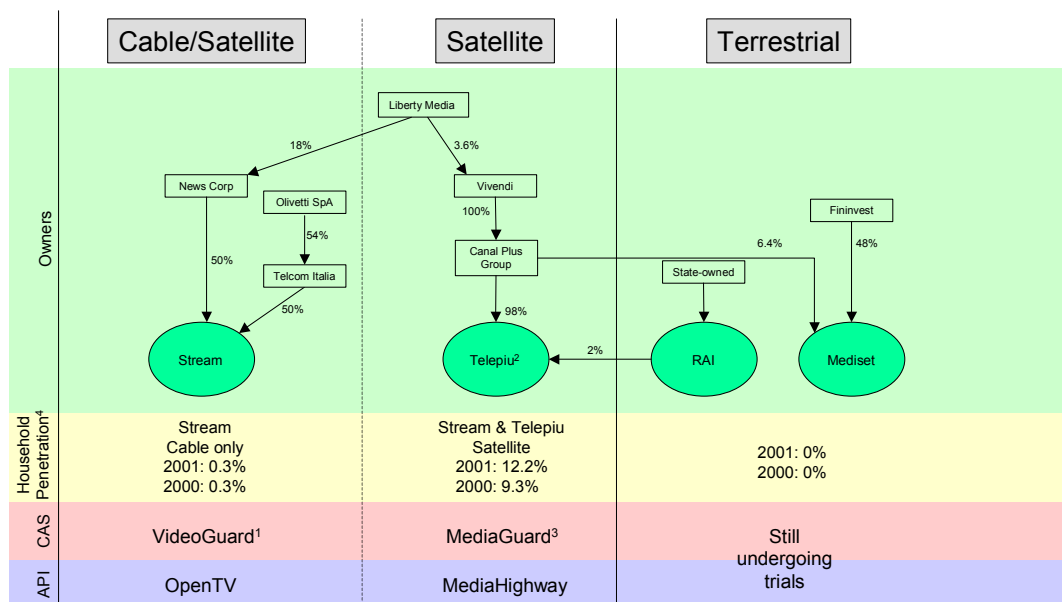 Cable/Satellite
Satellite
Terrestrial
Owners
Liberty Media
18%
3.6%
News Corp
Vivendi
Olivetti SpA
Fininvest
100%
54%
6.4%
48%
Canal Plus
Group
50%
Telcom Italia
State-owned
50%
98%
Stream
Telepiu²
2%
RAI
Mediset
Household
Penetration⁴
Stream
Cable only
2001: 0.3%
2000: 0.3%
Stream & Telepiu
Satellite
2001: 12.2%
2000: 9.3%
2001: 0%
2000: 0%
CAS
VideoGuard¹
MediaGuard³
Still
undergoing
trials
API
OpenTV
MediaHighway